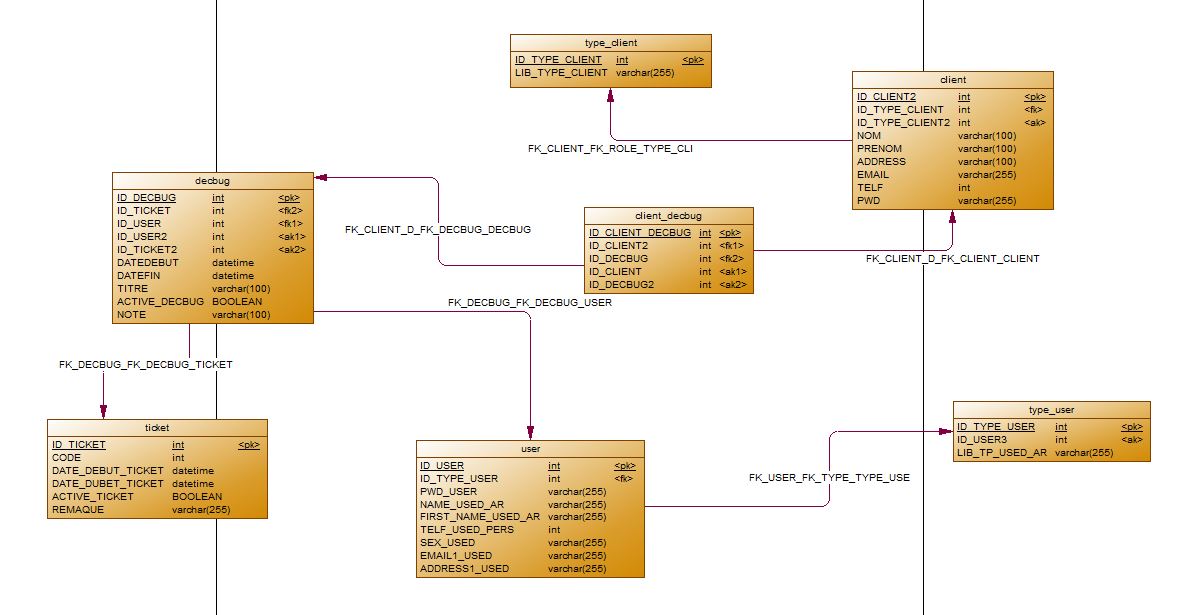 type_client
ID_TYPE_CLIENT int <pk>
LIB_TYPE_CLIENT varchar(255)
client
ID_CLIENT2 int <pk>
ID_TYPE_CLIENT int <fk>
ID_TYPE_CLIENT2 int <ak>
NOM varchar(100)
PRENOM varchar(100)
ADDRESS varchar(100)
EMAIL varchar(255)
TELF int
PWD varchar(255)
FK_CLIENT_FK_ROLE_TYPE_CLI
decbug
ID_DECBUG int <pk>
ID_TICKET int <fk2>
ID_USER int <fk1>
ID_USER2 int <ak1>
ID_TICKET2 int <ak2>
DATEDEBUT datetime
DATEFIN datetime
TITRE varchar(100)
ACTIVE_DECBUG BOOLEAN
NOTE varchar(100)
FK_CLIENT_D_FK_DECBUG_DECBUG
client_decbug
ID_CLIENT_DECBUG int <pk>
ID_CLIENT2 int <fk1>
ID_DECBUG int <fk2>
ID_CLIENT int <ak1>
ID_DECBUG2 int <ak2>
FK_CLIENT_D_FK_CLIENT_CLIENT
FK_DECBUG_FK_DECBUG_USER
FK_DECBUG_FK_DECBUG_TICKET
ticket
ID_TICKET int <pk>
CODE int
DATE_DEBUT_TICKET datetime
DATE_DUBET_TICKET datetime
ACTIVE_TICKET BOOLEAN
REMAQUE varchar(255)
user
ID_USER int <pk>
ID_TYPE_USER int <fk>
PWD_USER varchar(255)
NAME_USED_AR varchar(255)
FIRST_NAME_USED_AR varchar(255)
TELF_USED_PERS int
SEX_USED varchar(255)
EMAIL1_USED varchar(255)
ADDRESS1_USED varchar(255)
FK_USER_FK_TYPE_TYPE_USE
type_user
ID_TYPE_USER int <pk>
ID_USER3 int <ak>
LIB_TP_USED_AR varchar(255)